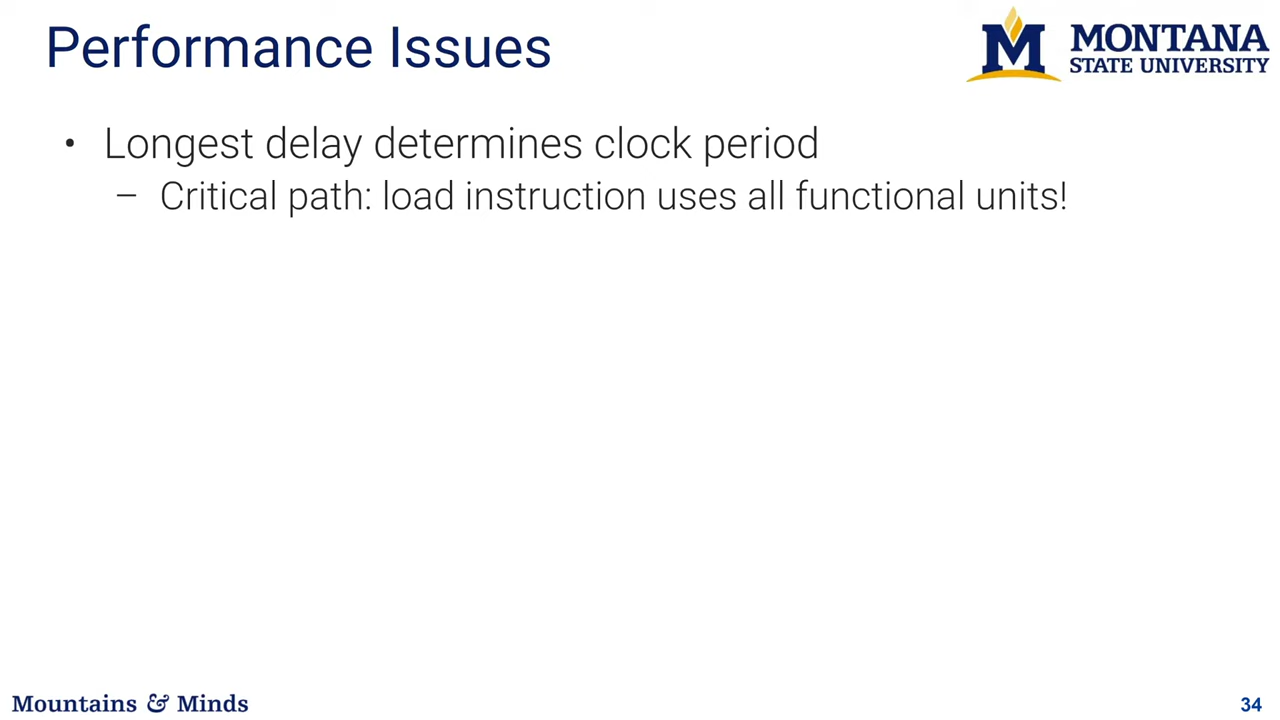 Performance Issues
MONTANA
STATE UNIVERSITY
• Longest delay determines clock period
– Critical path: load instruction uses all functional units!
Mountains & Minds
34